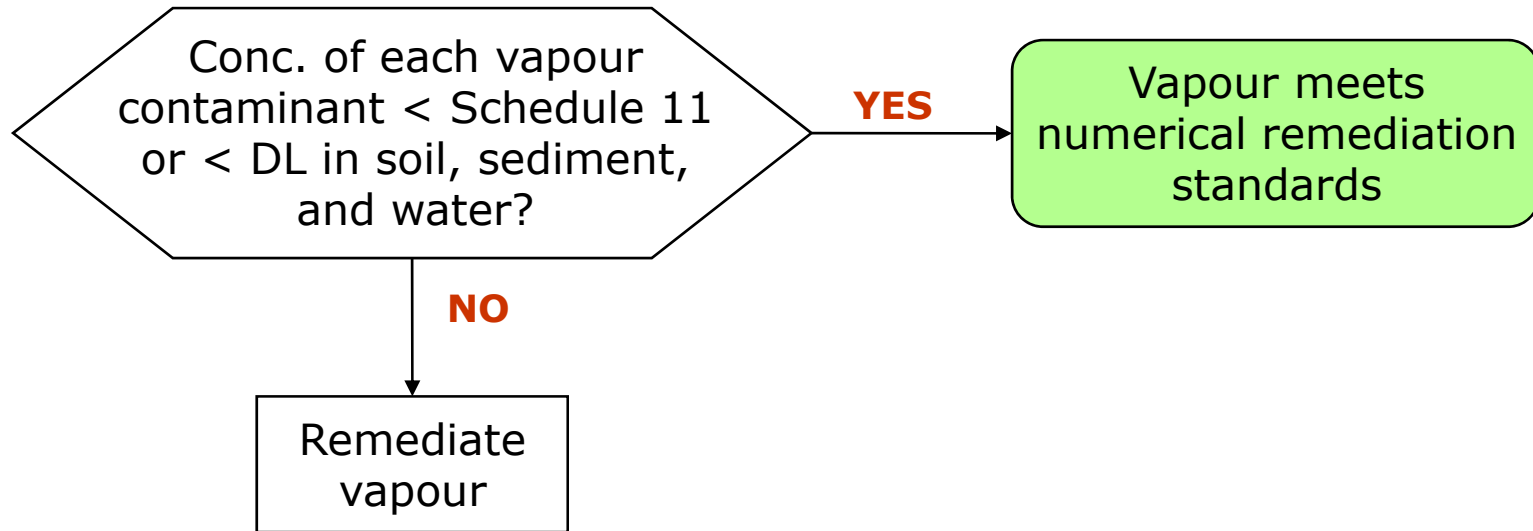 Conc. of each vapour
contaminant < Schedule 11
or < DL in soil, sediment,
and water?
YES
Vapour meets
numerical remediation
standards
NO
Remediate
vapour